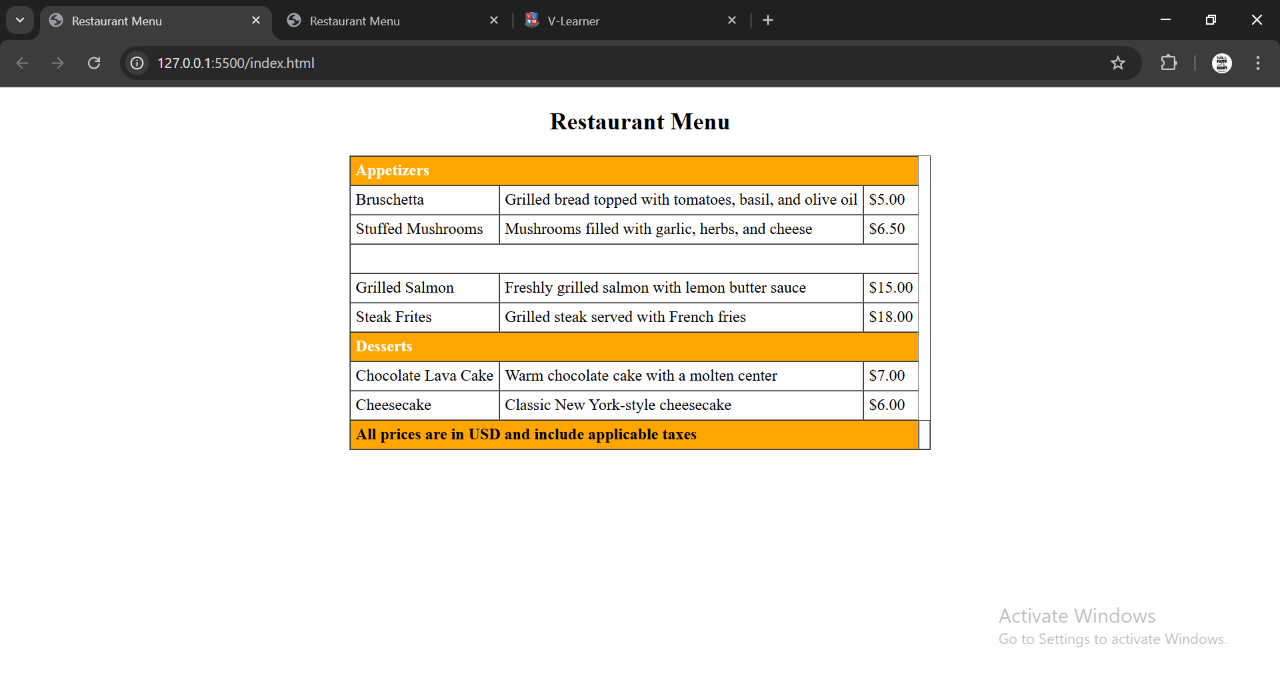 Restaurant Menu
Restaurant Menu
V-Learner
127.0.0.1:5500/index.html
Restaurant Menu
Appetizers
Bruschetta Grilled bread topped with tomatoes, basil, and olive oil $5.00
Stuffed Mushrooms Mushrooms filled with garlic, herbs, and cheese $6.50
Grilled Salmon Freshly grilled salmon with lemon butter sauce $15.00
Steak Frites Grilled steak served with French fries $18.00
Desserts
Chocolate Lava Cake Warm chocolate cake with a molten center $7.00
Cheesecake Classic New York-style cheesecake $6.00
All prices are in USD and include applicable taxes
Activate Windows
Go to Settings to activate Windows.